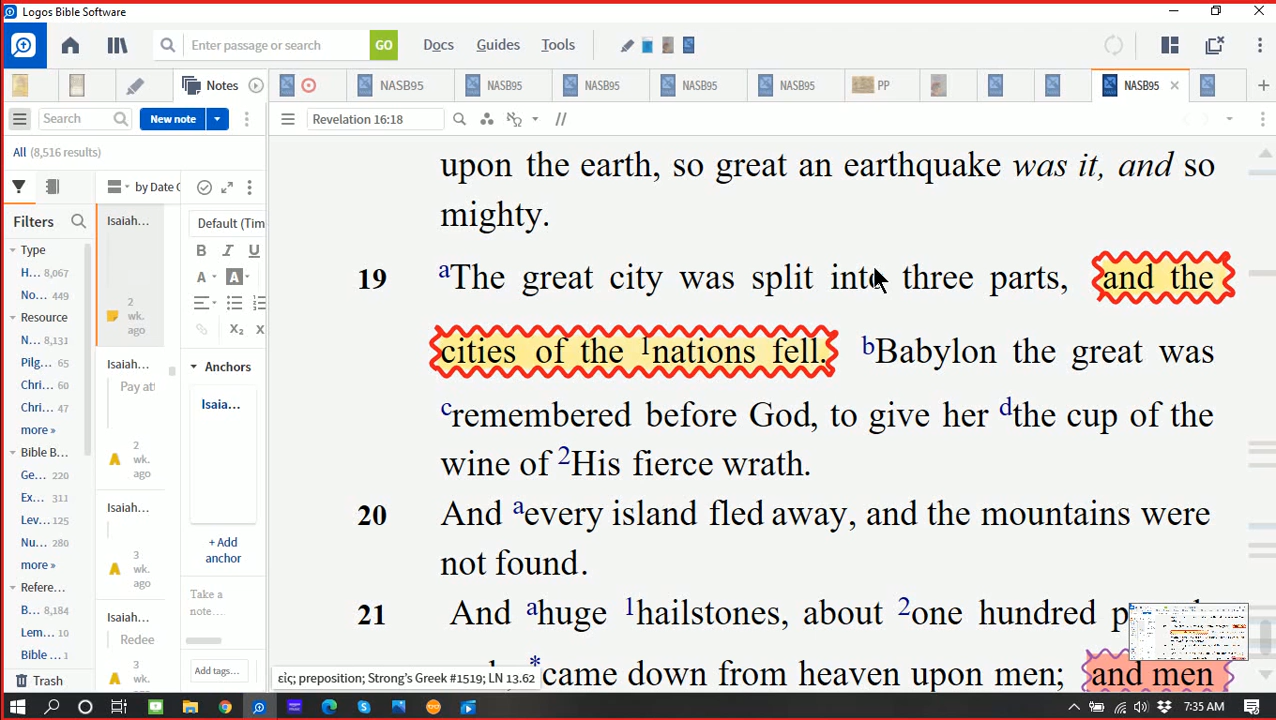 Logos Bible Software
Enter passage or search GO Docs Guides Tools
Notes NASB95 NASB95 NASB95 NASB95 NASB95 PP NASB95
Search New note Revelation 16:18
All (8,516 results)
by Date
Filters
Type
H... 8,067
No... 449
Resource
N... 8,131
Pilg...
Chri...
Chri... 47
more »
Bible B...
Ge... 220
Ex... 311
Lev... 125
Nu... 280
more »
Refere...
B... 8,184
Lem... 10
Bible ... 1
Trash
Isaiah...
2
wk.
ago
Isaiah...
Pay at
2
wk.
ago
Isaiah...
3
wk.
ago
Isaiah...
Redee
3
wk.
Default (Tim
B I U
A A
X₂ X
Anchors
Isaia...
+ Add
anchor
Take a
note...
Add tags...
upon the earth, so great an earthquake was it, and so
mighty.
19 aThe great city was split into three parts, and the
cities of the 1nations fell. bBabylon the great was
cremembered before God, to give her dthe cup of the
wine of 2His fierce wrath.
20 And aevery island fled away, and the mountains were
not found.
21 And ahuge 1hailstones, about 2one hundred
*came down from heaven upon men; and men
εἰς; preposition; Strong's Greek #1519; LN 13.62
7:35 AM